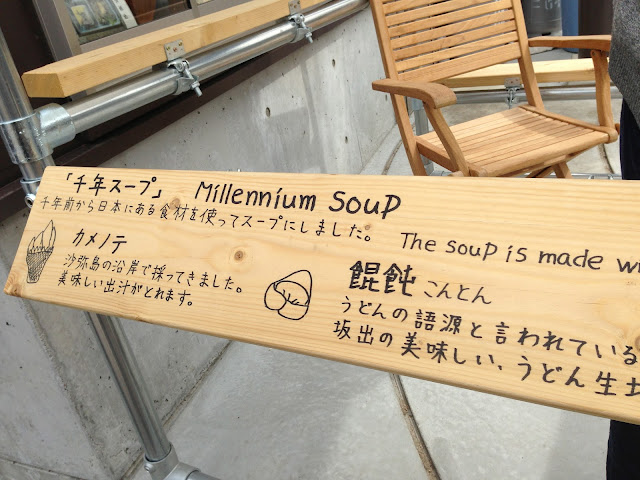 「千年スープ」 Millennium Soup
千年前から日本にある食材を使ってスープにしました。
The soup is made
カメノテ
沙弥島の沿岸で採ってきました。
美味しい出汁がとれます。
餛飩 こんとん
うどんの語源と言われている
坂出の美味しい、うどん生